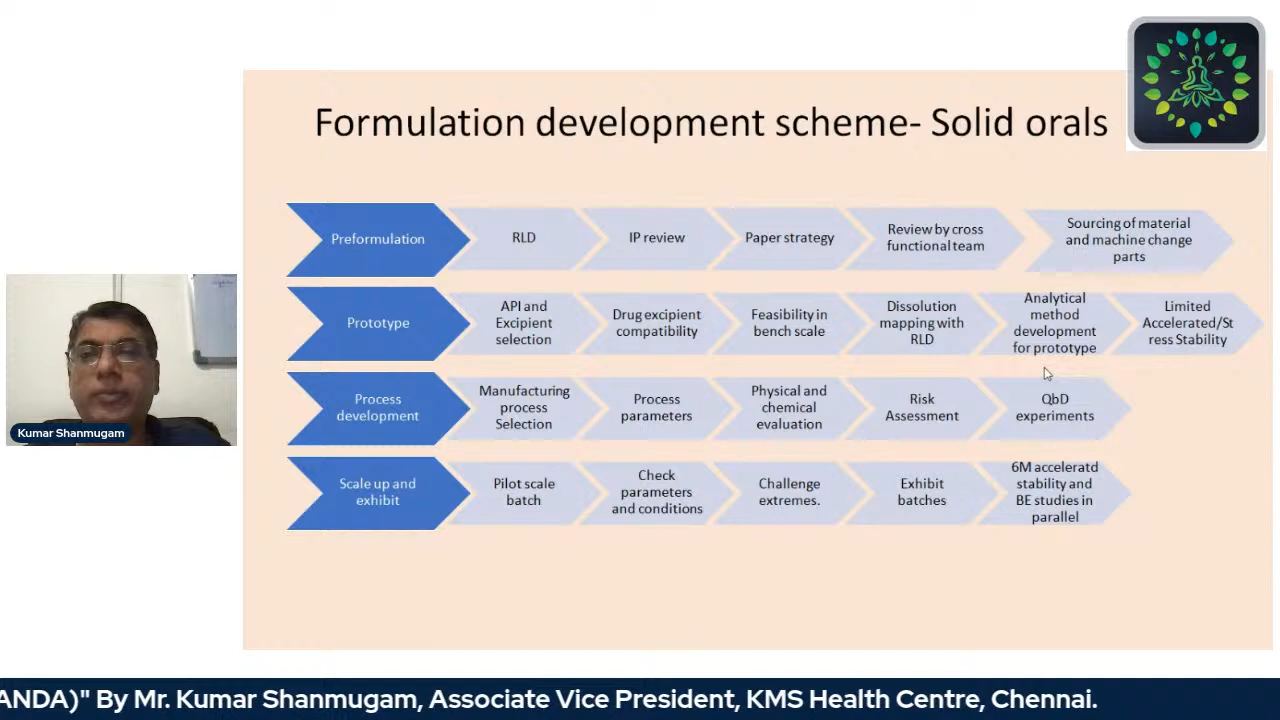 Formulation development scheme- Solid orals
Preformulation
RLD
IP review
Paper strategy
Review by cross
functional team
Sourcing of material
and machine change
parts
Prototype
API and
Excipient
selection
Drug excipient
compatibility
Feasibility in
bench scale
Dissolution
mapping with
RLD
Analytical
method
development
for prototype
Limited
Accelerated/St
ress Stability
Process
development
Manufacturing
process
Selection
Process
parameters
Physical and
chemical
evaluation
Risk
Assessment
QbD
experiments
Scale up and
exhibit
Pilot scale
batch
Check
parameters
and conditions
Challenge
extremes.
Exhibit
batches
6M acceleratd
stability and
BE studies in
parallel
Kumar Shanmugam
ANDA)" By Mr. Kumar Shanmugam, Associate Vice President, KMS Health Centre, Chennai.